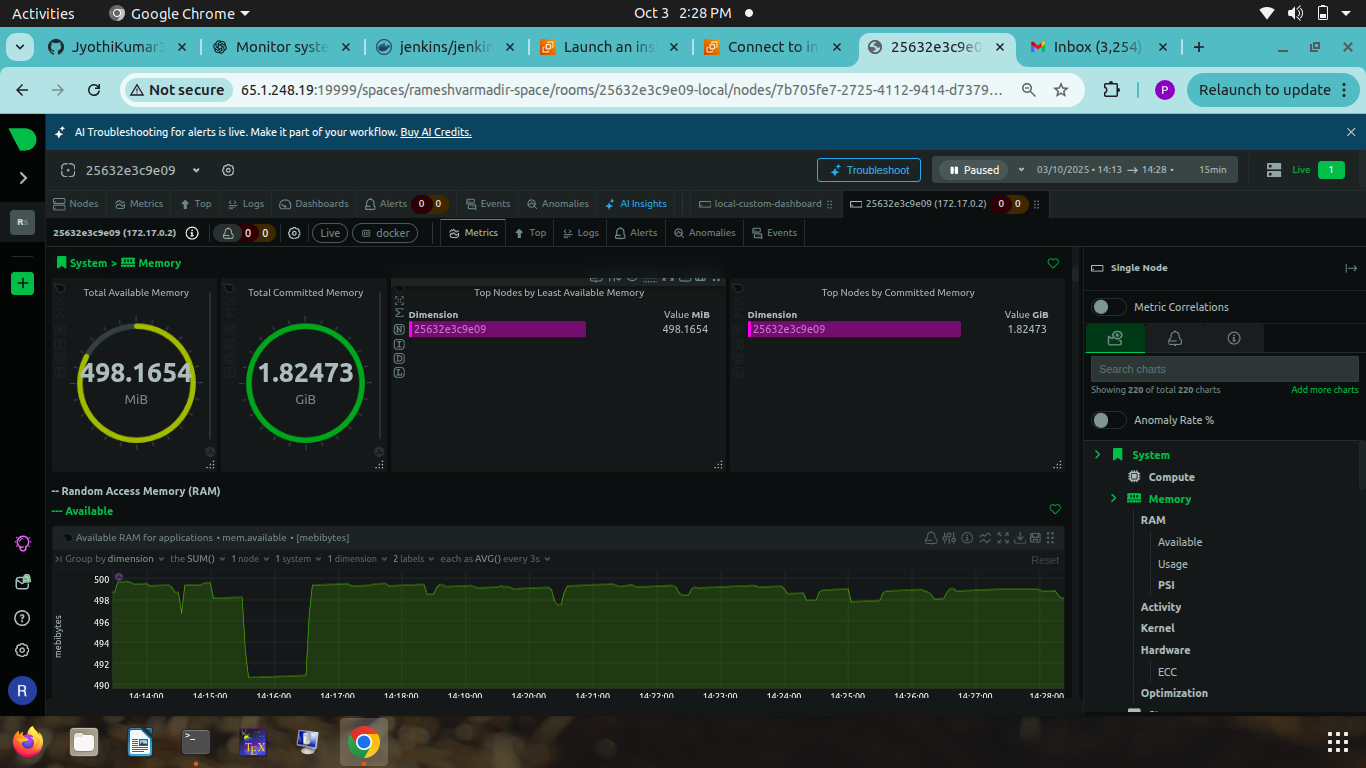 Activities
Google Chrome
Oct 3 2:28 PM
JyothiKumar
Monitor syste
jenkins/jenkin
Launch an ins
Connect to in
25632e3c9e0
Inbox (3,254)
Not secure
65.1.248.19:19999/spaces/rameshvarmadir-space/rooms/25632e3c9e09-local/nodes/7b705fe7-2725-4112-9414-d7379...
P
Relaunch to update
AI Troubleshooting for alerts is live. Make it part of your workflow. Buy AI Credits.
25632e3c9e09
Troubleshoot
Paused
03/10/2025 • 14:13 → 14:28 •
15min
Live
1
Rs
Nodes
Metrics
Top
Logs
Dashboards
Alerts 0 0
Events
Anomalies
AI Insights
local-custom-dashboard
25632e3c9e09 (172.17.0.2) 0 0
25632e3c9e09 (172.17.0.2)
0 0
Live
docker
Metrics
Top
Logs
Alerts
Anomalies
Events
System > Memory
Total Available Memory
498.1654
MiB
Total Committed Memory
1.82473
GiB
Top Nodes by Least Available Memory
Dimension Value MiB
25632e3c9e09 498.1654
Top Nodes by Committed Memory
Dimension Value GiB
25632e3c9e09 1.82473
-- Random Access Memory (RAM)
--- Available
Available RAM for applications • mem.available • [mebibytes]
Group by dimension the SUM() 1 node 1 system 1 dimension 2 labels each as AVG() every 3s
Reset
mebibytes
500
498
496
494
492
490
14:14:00 14:15:00 14:16:00 14:17:00 14:18:00 14:19:00 14:20:00 14:21:00 14:22:00 14:23:00 14:24:00 14:25:00 14:26:00 14:27:00 14:28:00
Single Node
Metric Correlations
Search charts
Showing 220 of total 220 charts
Add more charts
Anomaly Rate %
System
Compute
Memory
RAM
Available
Usage
PSI
Activity
Kernel
Hardware
ECC
Optimization
R
TEX